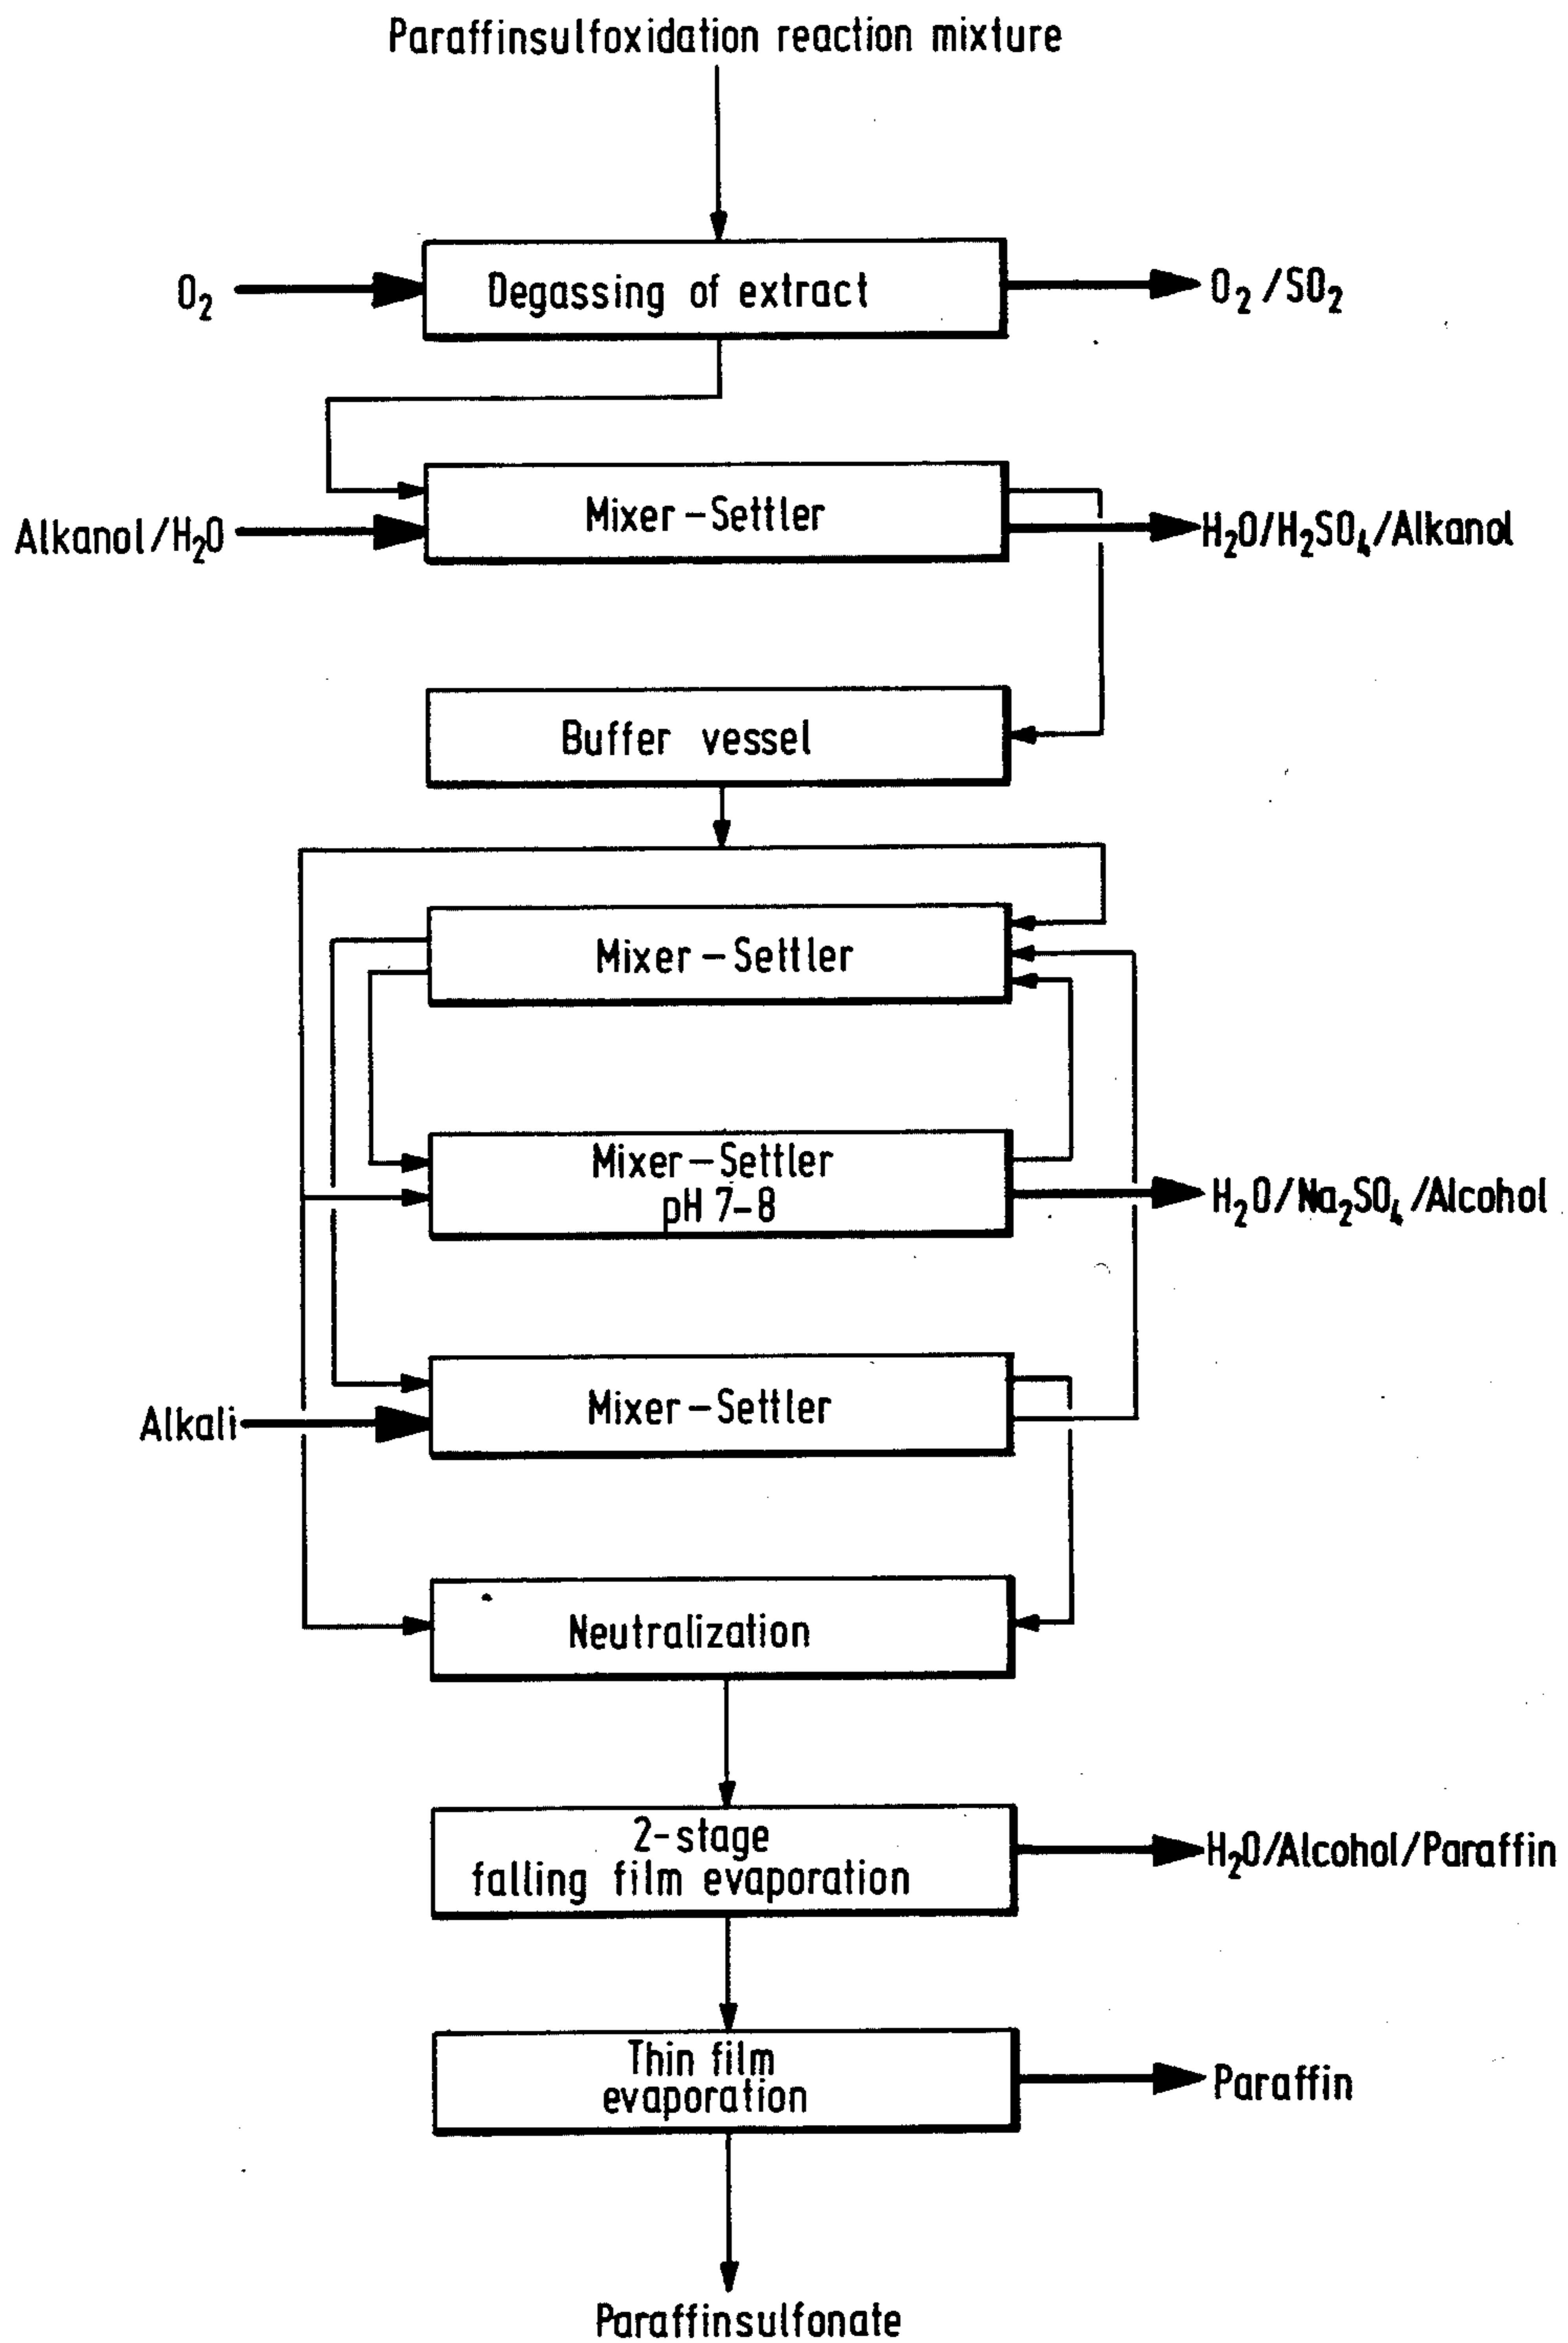 Paraffinsulfoxidation reaction mixture
O₂
Degassing of extract
O₂/SO₂
Alkanol/H₂O
Mixer-Settler
H₂O/H₂SO₄/Alkanol
Buffer vessel
Mixer-Settler
Mixer-Settler
pH 7-8
H₂O/Na₂SO₄/Alcohol
Alkali
Mixer-Settler
Neutralization
2-stage
falling film evaporation
H₂O/Alcohol/Paraffin
Thin film
evaporation
Paraffin
Paraffinsulfonate